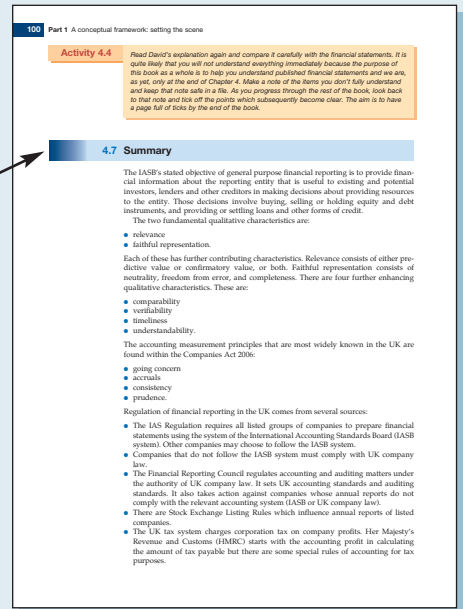 100 Part 1 A conceptual framework: setting the scene
Activity 4.4
Read David's explanation again and compare it carefully with the financial statements. It is
quite likely that you will not understand everything immediately because the purpose of
this book as a whole is to help you understand published financial statements and we are,
as yet, only at the end of Chapter 4. Make a note of the items you don't fully understand
and keep that note safe in a file. As you progress through the rest of the book, look back
to that note and tick off the points which subsequently become clear. The aim is to have
a page full of ticks by the end of the book.
4.7 Summary
The IASB's stated objective of general purpose financial reporting is to provide finan-
cial information about the reporting entity that is useful to existing and potential
investors, lenders and other creditors in making decisions about providing resources
to the entity. Those decisions involve buying, selling or holding equity and debt
instruments, and providing or settling loans and other forms of credit.
The two fundamental qualitative characteristics are:
• relevance
• faithful representation.
Each of these has further contributing characteristics. Relevance consists of either pre-
dictive value or confirmatory value, or both. Faithful representation consists of
neutrality, freedom from error, and completeness. There are four further enhancing
qualitative characteristics. These are:
• comparability
• verifiability
• timeliness
• understandability.
The accounting measurement principles that are most widely known in the UK are
found within the Companies Act 2006:
• going concern
• accruals
• consistency
• prudence.
Regulation of financial reporting in the UK comes from several sources:
• The IAS Regulation requires all listed groups of companies to prepare financial
statements using the system of the International Accounting Standards Board (IASB
system). Other companies may choose to follow the IASB system.
• Companies that do not follow the IASB system must comply with UK company
law.
• The Financial Reporting Council regulates accounting and auditing matters under
the authority of UK company law. It sets UK accounting standards and auditing
standards. It also takes action against companies whose annual reports do not
comply with the relevant accounting system (IASB or UK company law).
• There are Stock Exchange Listing Rules which influence annual reports of listed
companies.
• The UK tax system charges corporation tax on company profits. Her Majesty's
Revenue and Customs (HMRC) starts with the accounting profit in calculating
the amount of tax payable but there are some special rules of accounting for tax
purposes.